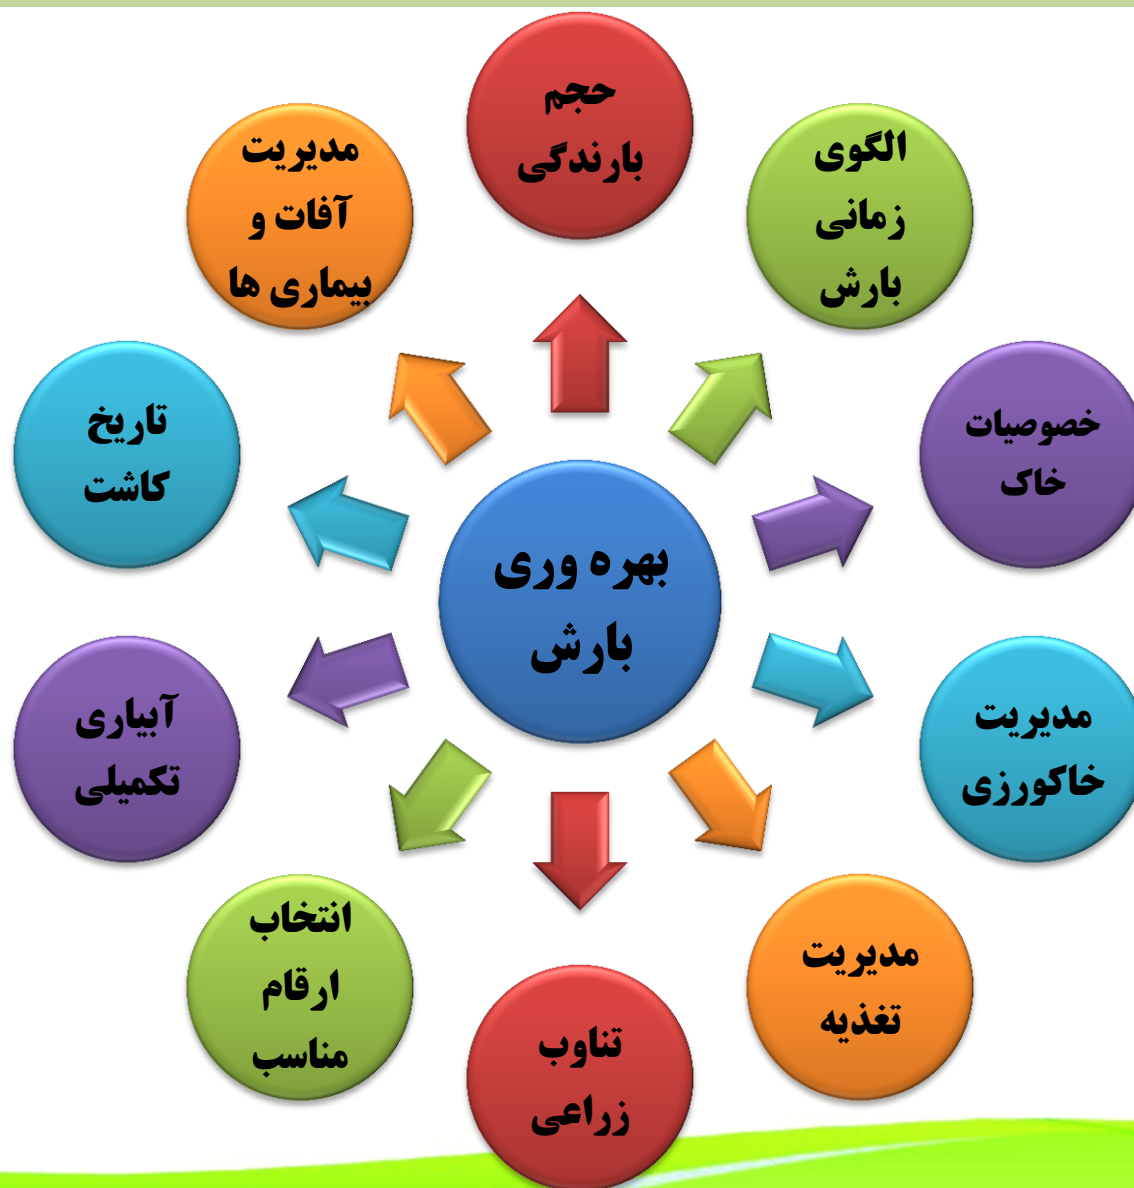 حجم
بارندگی
الگوی
زمانی
بارش
خصوصیات
خاک
مدیریت
خاکورزی
مدیریت
تغذیه
تناوب
زراعی
انتخاب
ارقام
مناسب
آبیاری
تکمیلی
تاریخ
کاشت
مدیریت
آفات و
بیماری ها
بهره وری
بارش